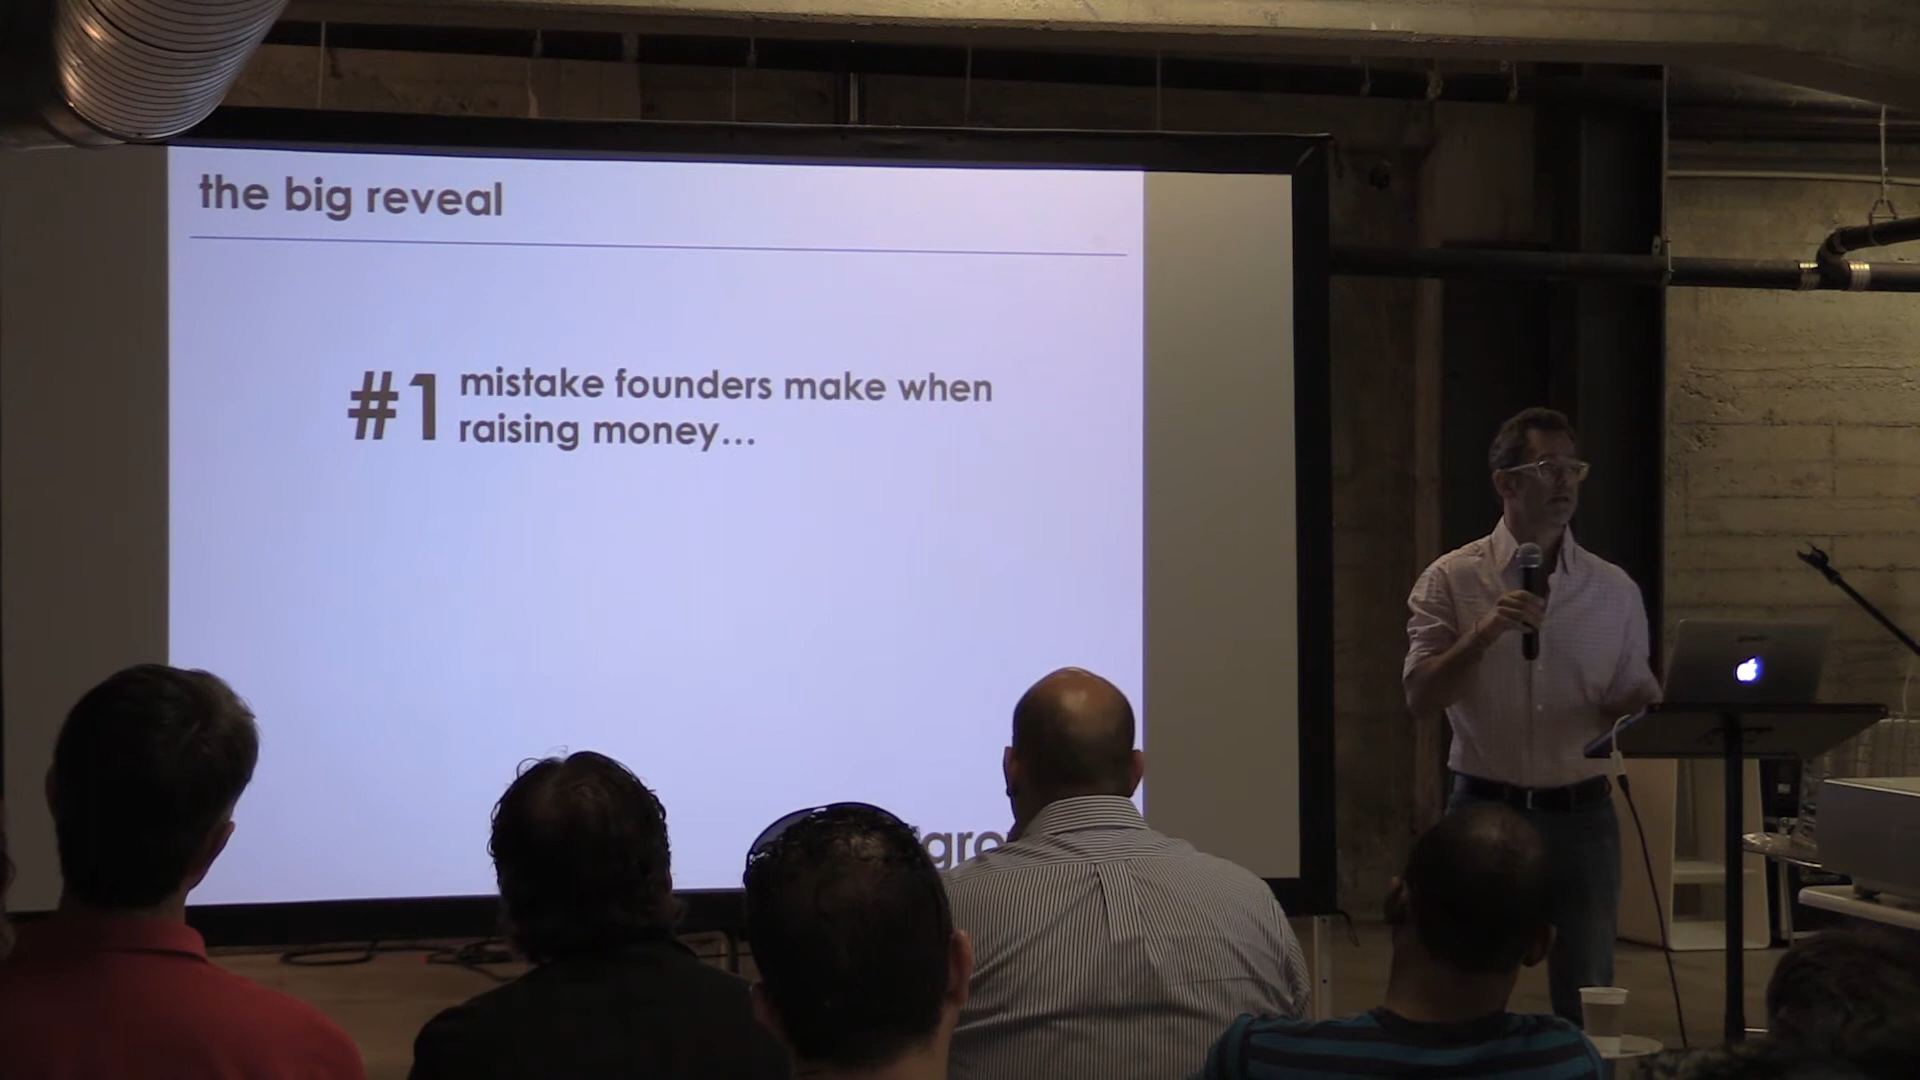 the big reveal
#1 mistake founders make when
raising money...